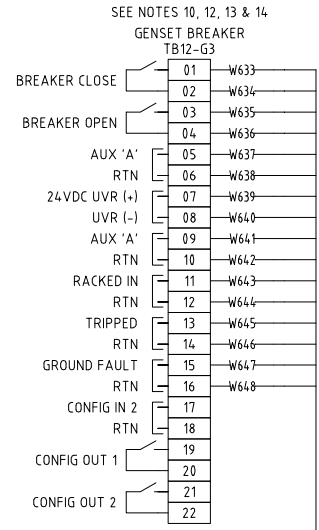 SEE NOTES 10, 12, 13 & 14
GENSET BREAKER
TB12-G3
BREAKER CLOSE
01 W633
02 W634
BREAKER OPEN
03 W635
04 W636
AUX 'A' 05 W637
RTN 06 W638
24VDC UVR (+) 07 W639
UVR (-) 08 W640
AUX 'A' 09 W641
RTN 10 W642
RACKED IN 11 W643
RTN 12 W644
TRIPPED 13 W645
RTN 14 W646
GROUND FAULT 15 W647
RTN 16 W648
CONFIG IN 2 17
RTN 18
CONFIG OUT 1
19
20
CONFIG OUT 2
21
22